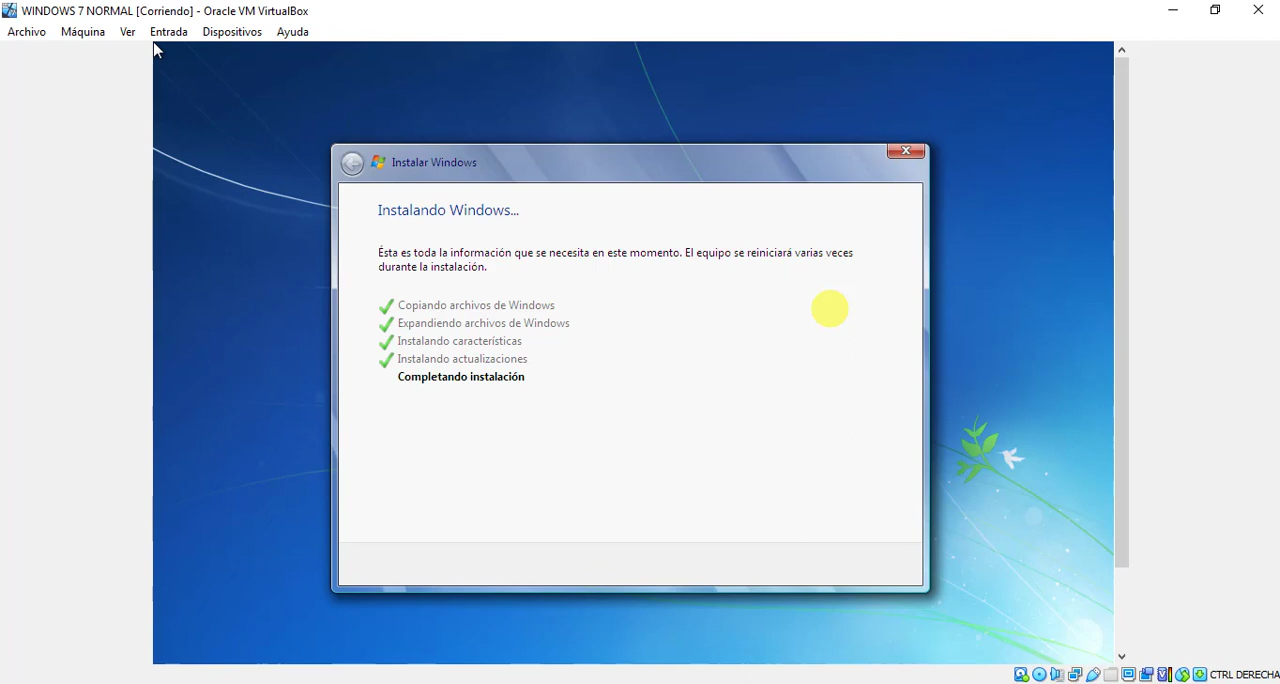 WINDOWS 7 NORMAL [Corriendo] - Oracle VM VirtualBox
Archivo Máquina Ver Entrada Dispositivos Ayuda
Instalar Windows
Instalando Windows...
Ésta es toda la información que se necesita en este momento. El equipo se reiniciará varias veces
durante la instalación.
Copiando archivos de Windows
Expandiendo archivos de Windows
Instalando características
Instalando actualizaciones
Completando instalación
CTRL DERECHA